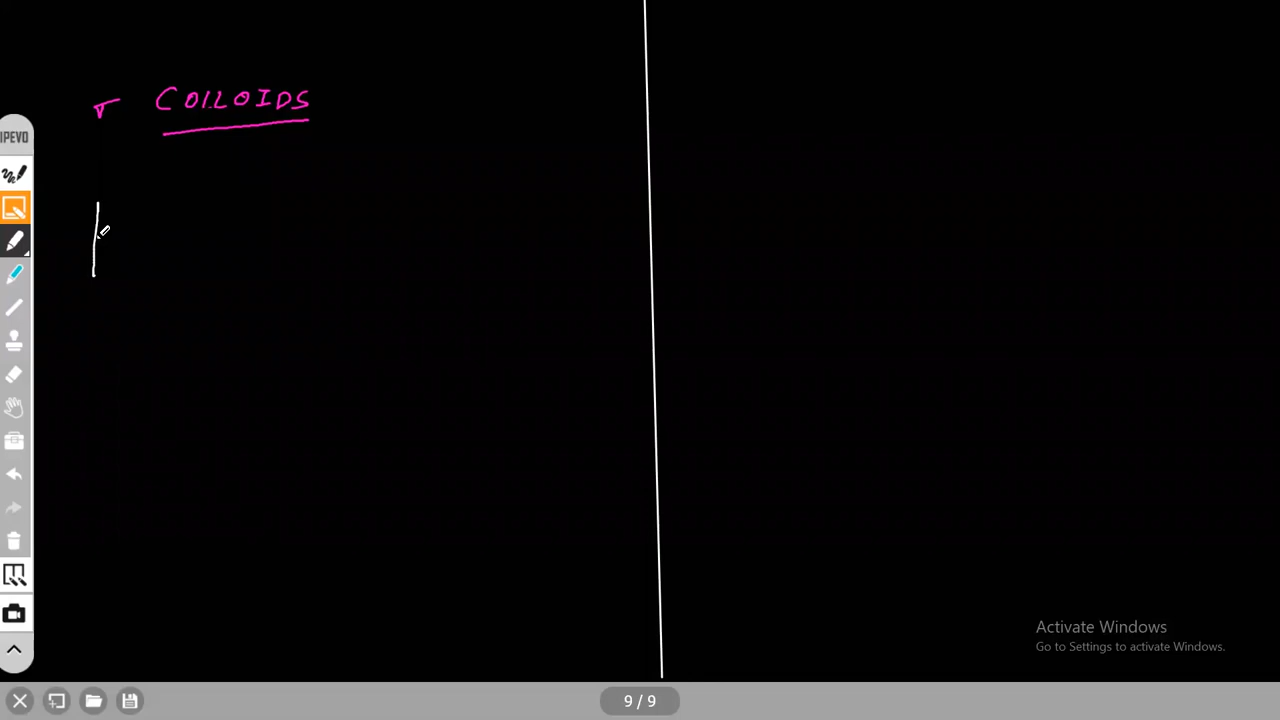 COLLOIDS
IPEVO
Activate Windows
Go to Settings to activate Windows.
9 / 9